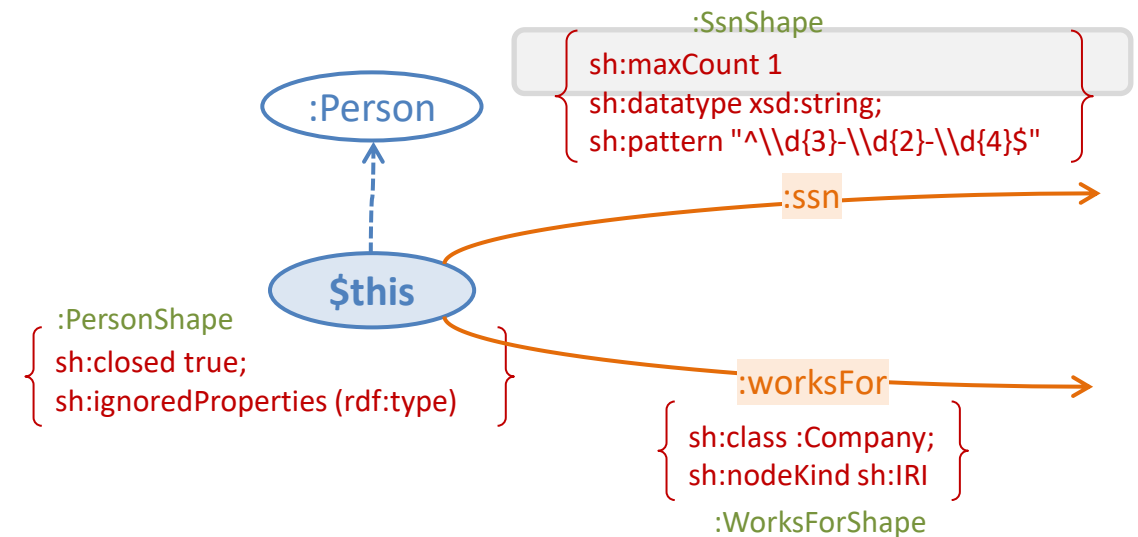 :SsnShape
sh:maxCount 1
sh:datatype xsd:string;
sh:pattern "^\\d{3}-\\d{2}-\\d{4}$"
:Person
:ssn
$this
:PersonShape
sh:closed true;
sh:ignoredProperties (rdf:type)
:worksFor
sh:class :Company;
sh:nodeKind sh:IRI
:WorksForShape